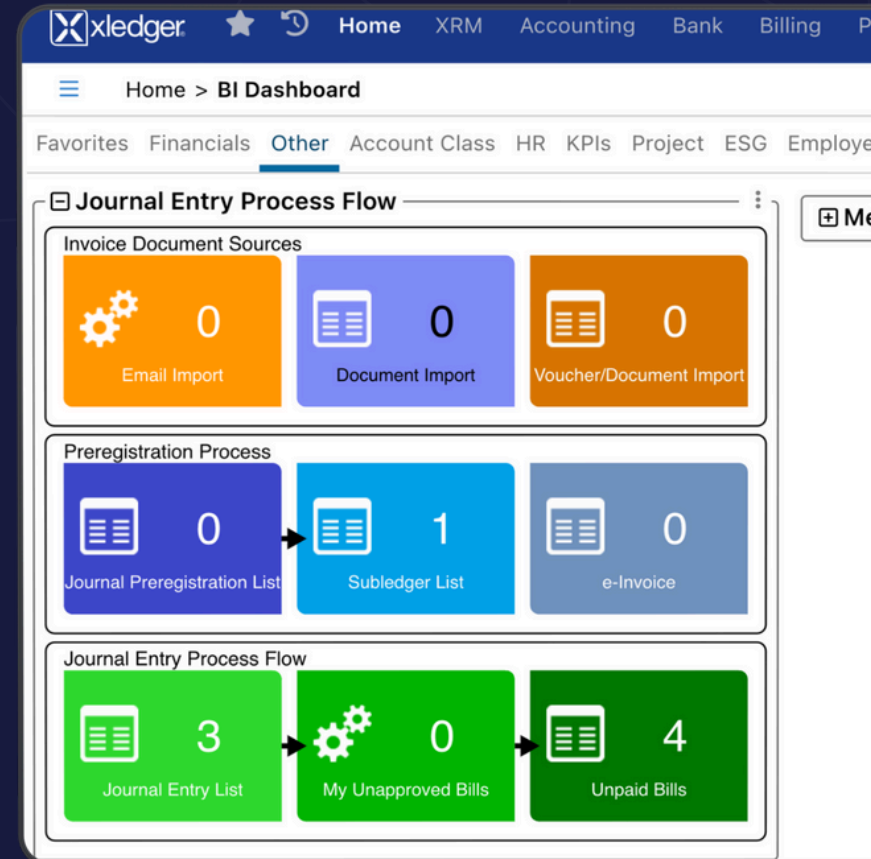 xledger Home XRM Accounting Bank Billing
Home > BI Dashboard
Favorites Financials Other Account Class HR KPIs Project ESG
Journal Entry Process Flow
Invoice Document Sources
0 0 0
Email Import Document Import Voucher/Document Import
Preregistration Process
0 1 0
Journal Preregistration List Subledger List e-Invoice
Journal Entry Process Flow
3 0 4
Journal Entry List My Unapproved Bills Unpaid Bills